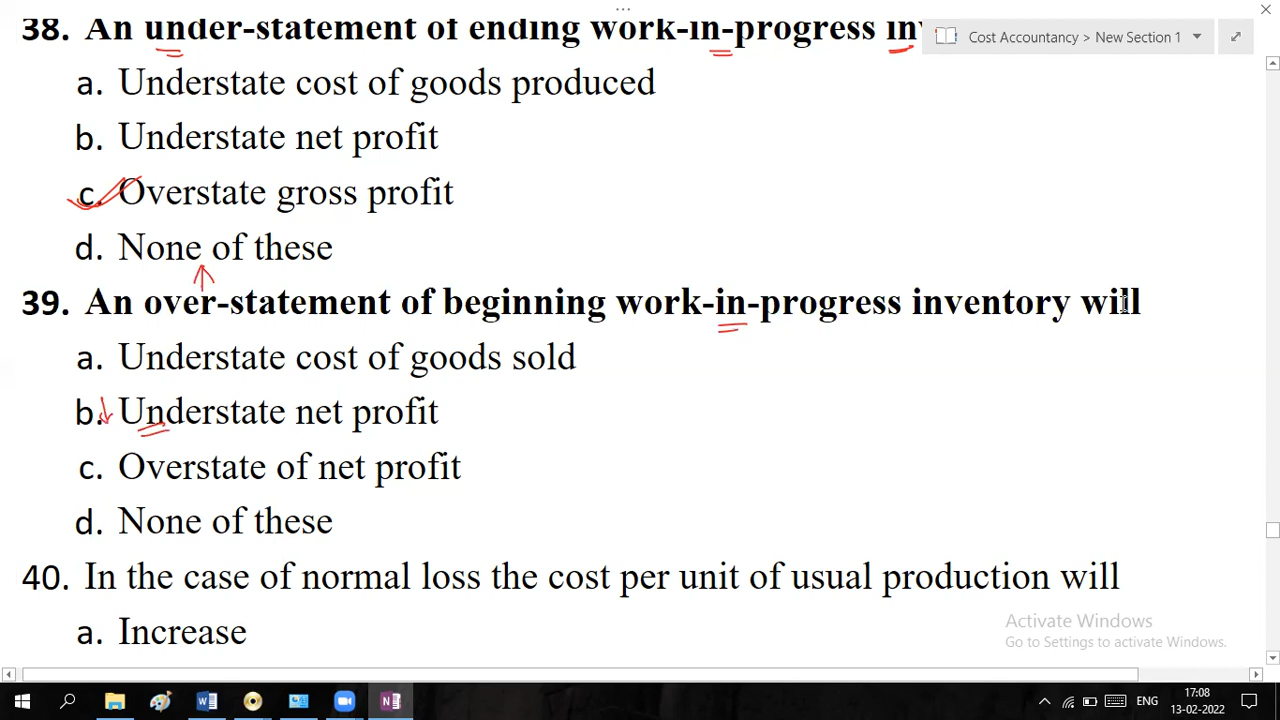 ...
38. An under-statement of ending work-in-progress in
Cost Accountancy > New Section 1
a. Understate cost of goods produced
b. Understate net profit
c. Overstate gross profit
d. None of these
39. An over-statement of beginning work-in-progress inventory will
a. Understate cost of goods sold
b. Understate net profit
c. Overstate of net profit
d. None of these
40. In the case of normal loss the cost per unit of usual production will
a. Increase
Activate Windows
Go to Settings to activate Windows.
ENG
17:08
13-02-2022